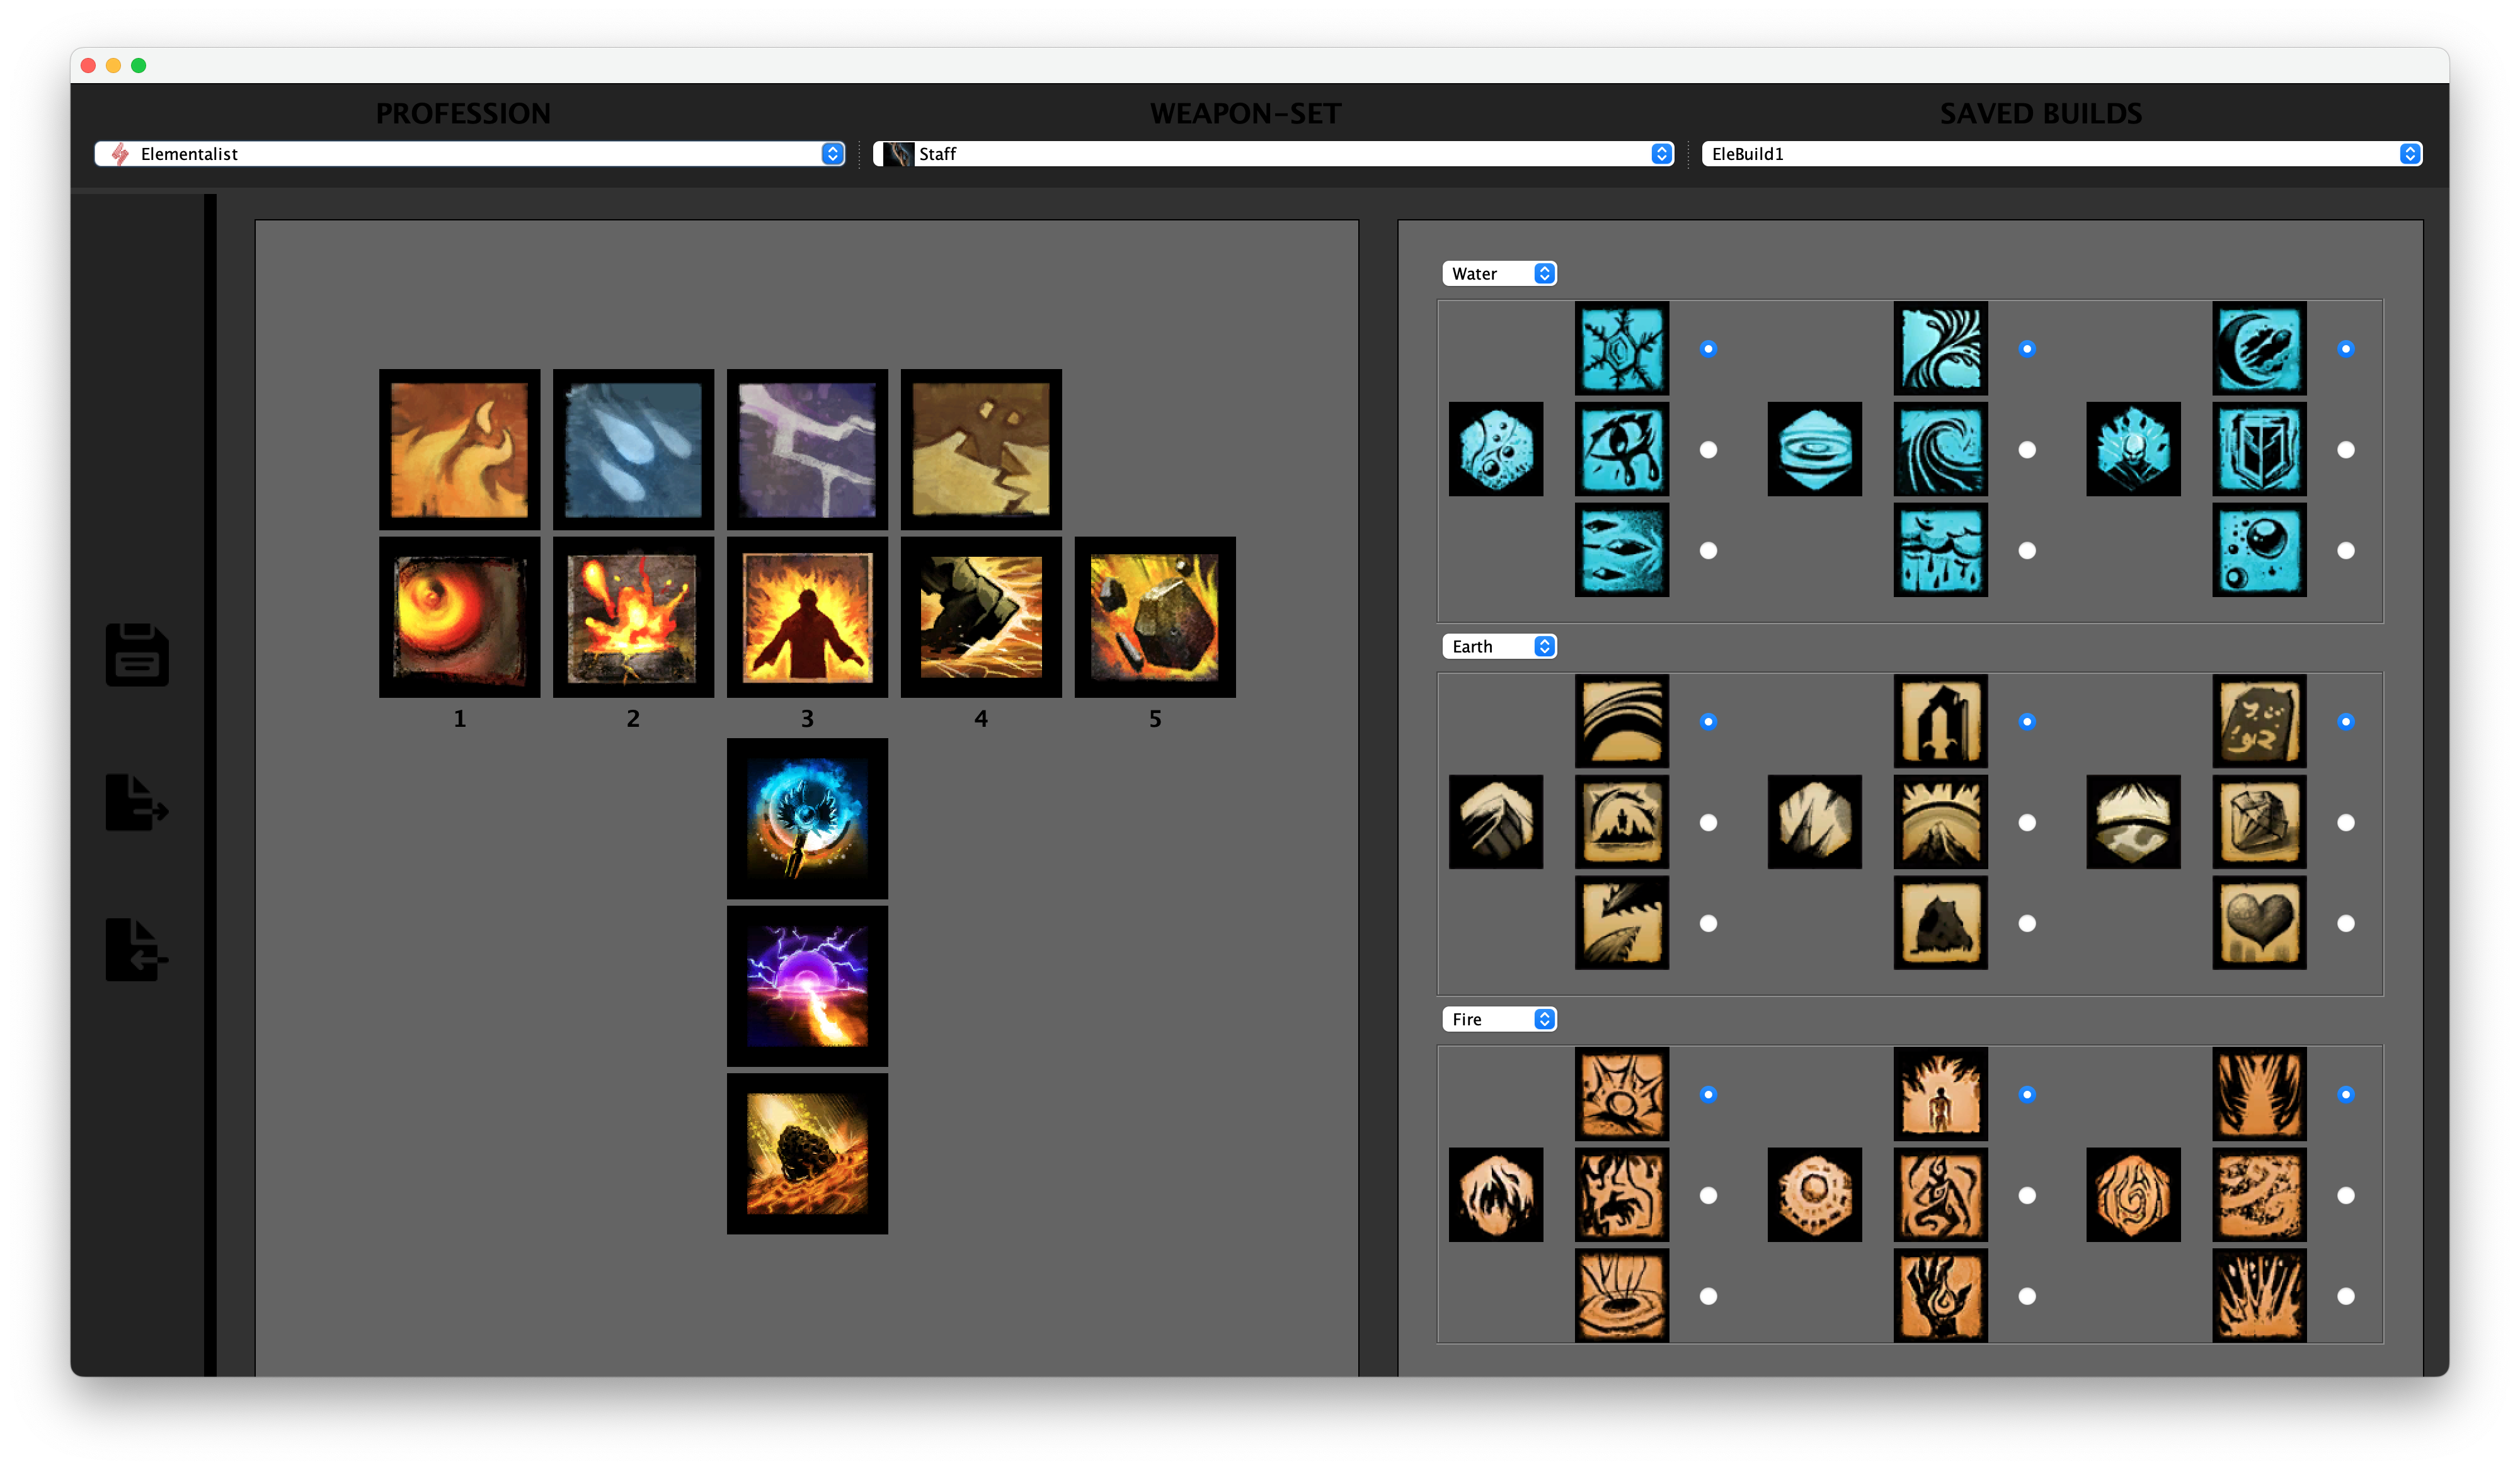 PROFESSION
WEAPON-SET
SAVED BUILDS
Elementalist
Staff
EleBuild1
1
2
3
4
5
Water
Earth
Fire